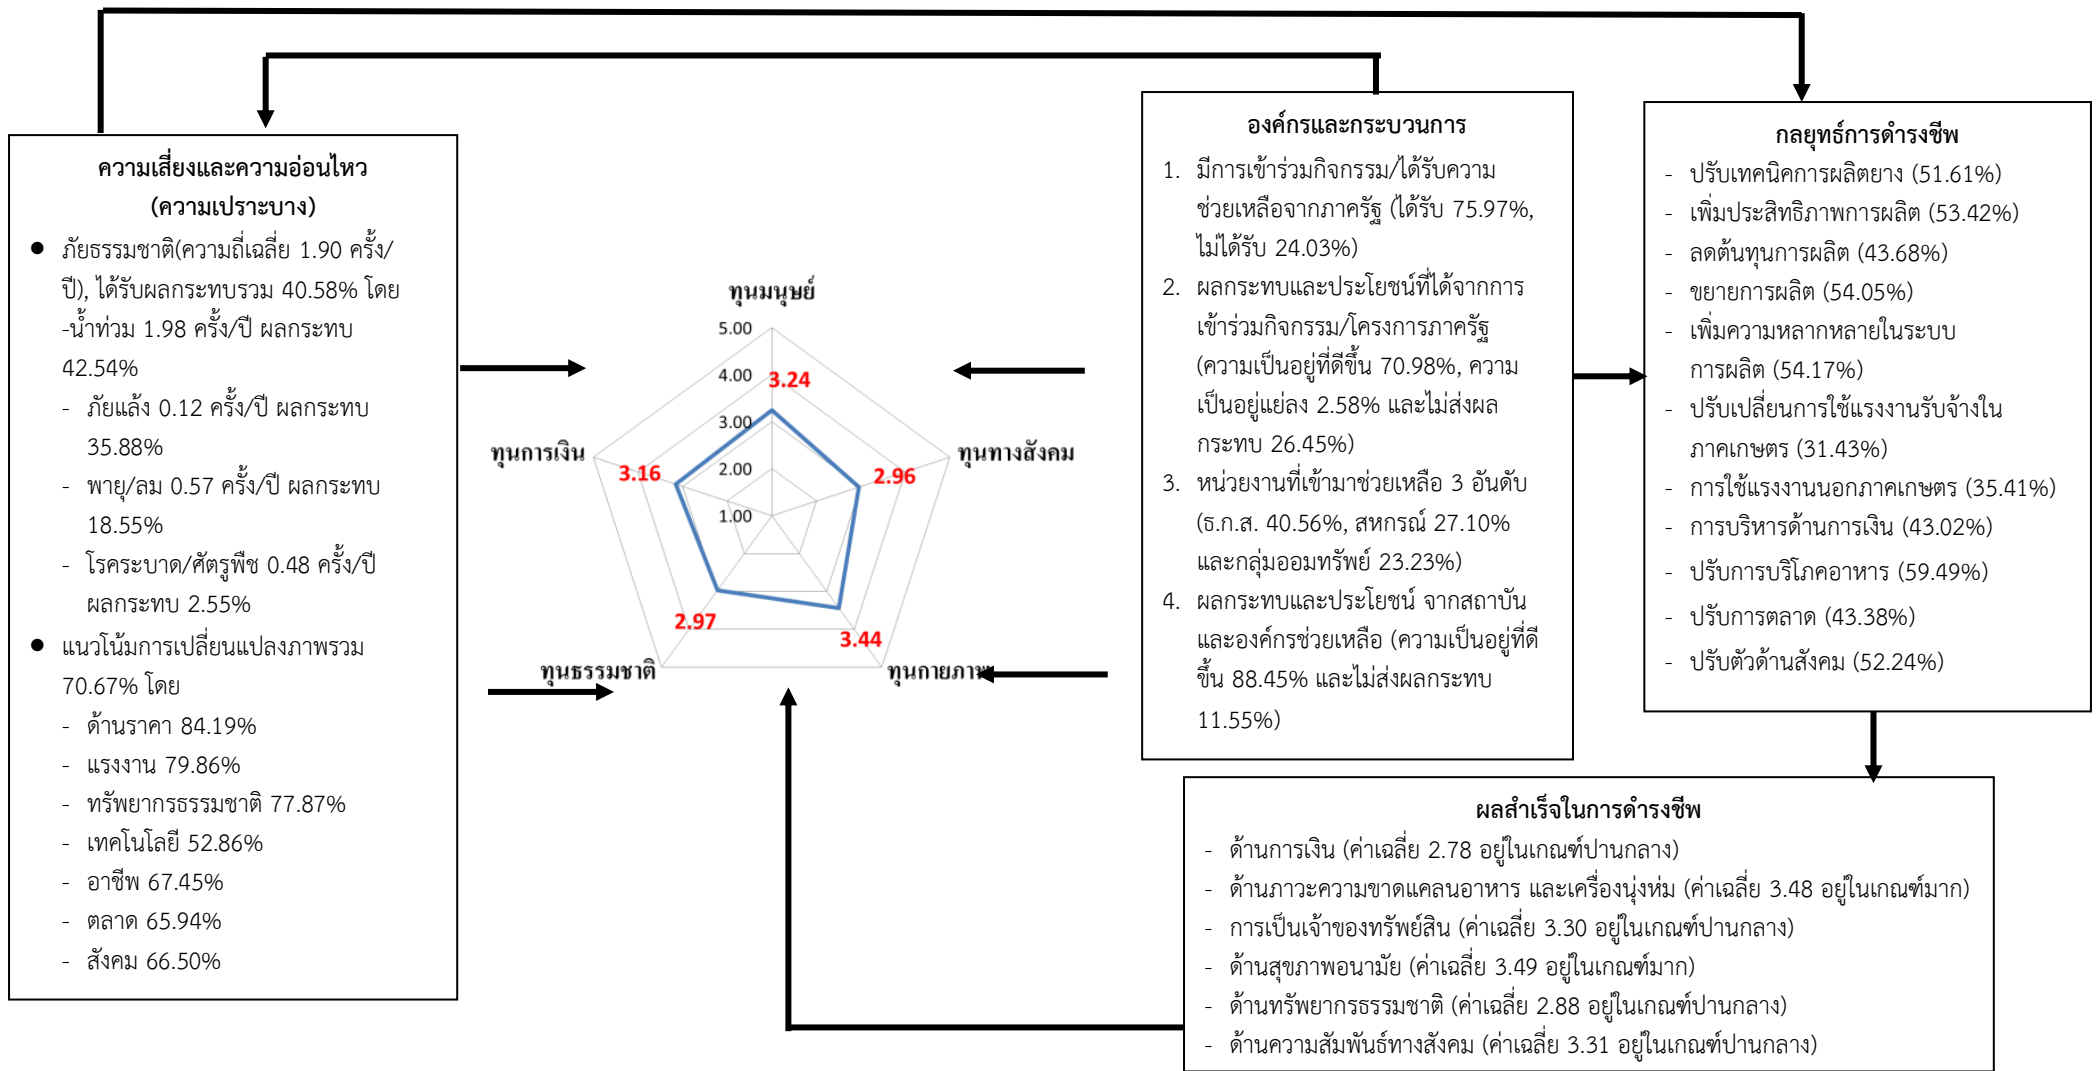 ความเสี่ยงและความอ่อนไหว
(ความเปราะบาง)
● ภัยธรรมชาติ(ความถี่เฉลี่ย 1.90 ครั้ง/
ปี), ได้รับผลกระทบรวม 40.58% โดย
-น้ำท่วม 1.98 ครั้ง/ปี ผลกระทบ
42.54%
- ภัยแล้ง 0.12 ครั้ง/ปี ผลกระทบ
35.88%
- พายุ/ลม 0.57 ครั้ง/ปี ผลกระทบ
18.55%
- โรคระบาด/ศัตรูพืช 0.48 ครั้ง/ปี
ผลกระทบ 2.55%
● แนวโน้มการเปลี่ยนแปลงภาพรวม
70.67% โดย
- ด้านราคา 84.19%
- แรงงาน 79.86%
- ทรัพยากรธรรมชาติ 77.87%
- เทคโนโลยี 52.86%
- อาชีพ 67.45%
- ตลาด 65.94%
- สังคม 66.50%
ทุนมนุษย์
5.00
4.00
3.24
3.00
ทุนการเงิน
3.16
2.00
2.96
ทุนทางสังคม
1.00
2.97
3.44
ทุนธรรมชาติ
ทุนกายภาพ
องค์กรและกระบวนการ
1. มีการเข้าร่วมกิจกรรม/ได้รับความ
ช่วยเหลือจากภาครัฐ (ได้รับ 75.97%,
ไม่ได้รับ 24.03%)
2. ผลกระทบและประโยชน์ที่ได้จากการ
เข้าร่วมกิจกรรม/โครงการภาครัฐ
(ความเป็นอยู่ที่ดีขึ้น 70.98%, ความ
เป็นอยู่แย่ลง 2.58% และไม่ส่งผล
กระทบ 26.45%)
3. หน่วยงานที่เข้ามาช่วยเหลือ 3 อันดับ
(ธ.ก.ส. 40.56%, สหกรณ์ 27.10%
และกลุ่มออมทรัพย์ 23.23%)
4. ผลกระทบและประโยชน์ จากสถาบัน
และองค์กรช่วยเหลือ (ความเป็นอยู่ที่ดี
ขึ้น 88.45% และไม่ส่งผลกระทบ
11.55%)
กลยุทธ์การดำรงชีพ
- ปรับเทคนิคการผลิตยาง (51.61%)
- เพิ่มประสิทธิภาพการผลิต (53.42%)
- ลดต้นทุนการผลิต (43.68%)
- ขยายการผลิต (54.05%)
- เพิ่มความหลากหลายในระบบ
การผลิต (54.17%)
- ปรับเปลี่ยนการใช้แรงงานรับจ้างใน
ภาคเกษตร (31.43%)
- การใช้แรงงานนอกภาคเกษตร (35.41%)
- การบริหารด้านการเงิน (43.02%)
- ปรับการบริโภคอาหาร (59.49%)
- ปรับการตลาด (43.38%)
- ปรับตัวด้านสังคม (52.24%)
ผลสำเร็จในการดำรงชีพ
- ด้านการเงิน (ค่าเฉลี่ย 2.78 อยู่ในเกณฑ์ปานกลาง)
- ด้านภาวะความขาดแคลนอาหาร และเครื่องนุ่งห่ม (ค่าเฉลี่ย 3.48 อยู่ในเกณฑ์มาก)
- การเป็นเจ้าของทรัพย์สิน (ค่าเฉลี่ย 3.30 อยู่ในเกณฑ์ปานกลาง)
- ด้านสุขภาพอนามัย (ค่าเฉลี่ย 3.49 อยู่ในเกณฑ์มาก)
- ด้านทรัพยากรธรรมชาติ (ค่าเฉลี่ย 2.88 อยู่ในเกณฑ์ปานกลาง)
- ด้านความสัมพันธ์ทางสังคม (ค่าเฉลี่ย 3.31 อยู่ในเกณฑ์ปานกลาง)